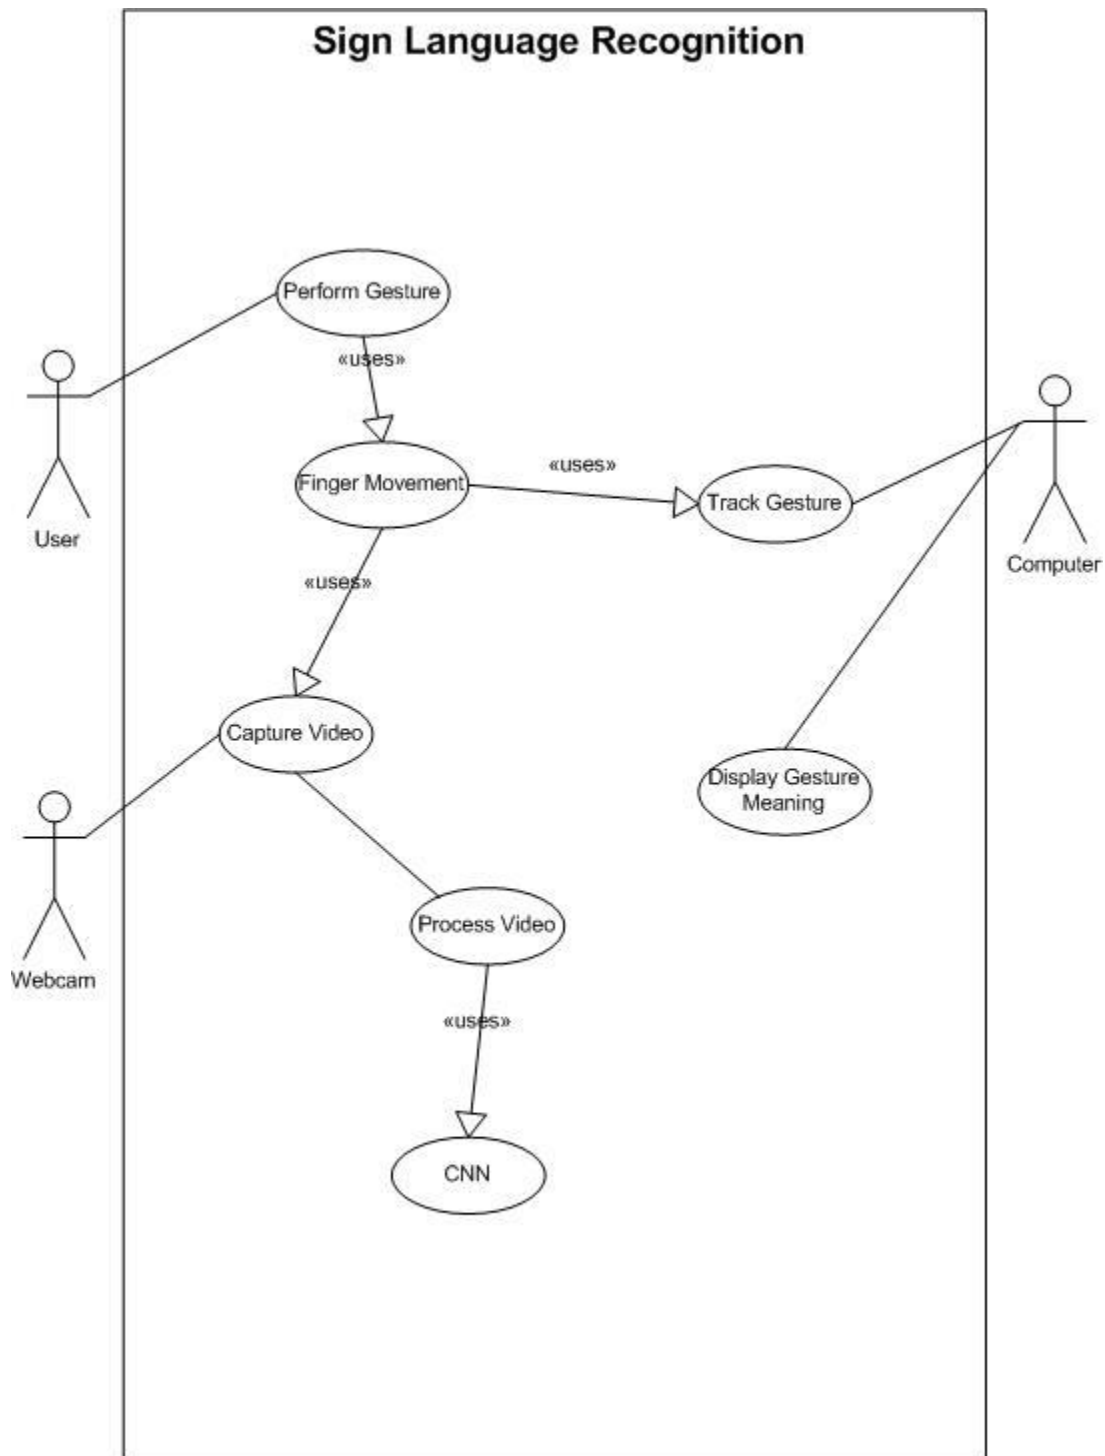 Sign Language Recognition
Perform Gesture
«uses»
User
Finger Movement
«uses»
Track Gesture
Computer
«uses»
Capture Video
Display Gesture
Meaning
Webcam
Process Video
«uses»
CNN